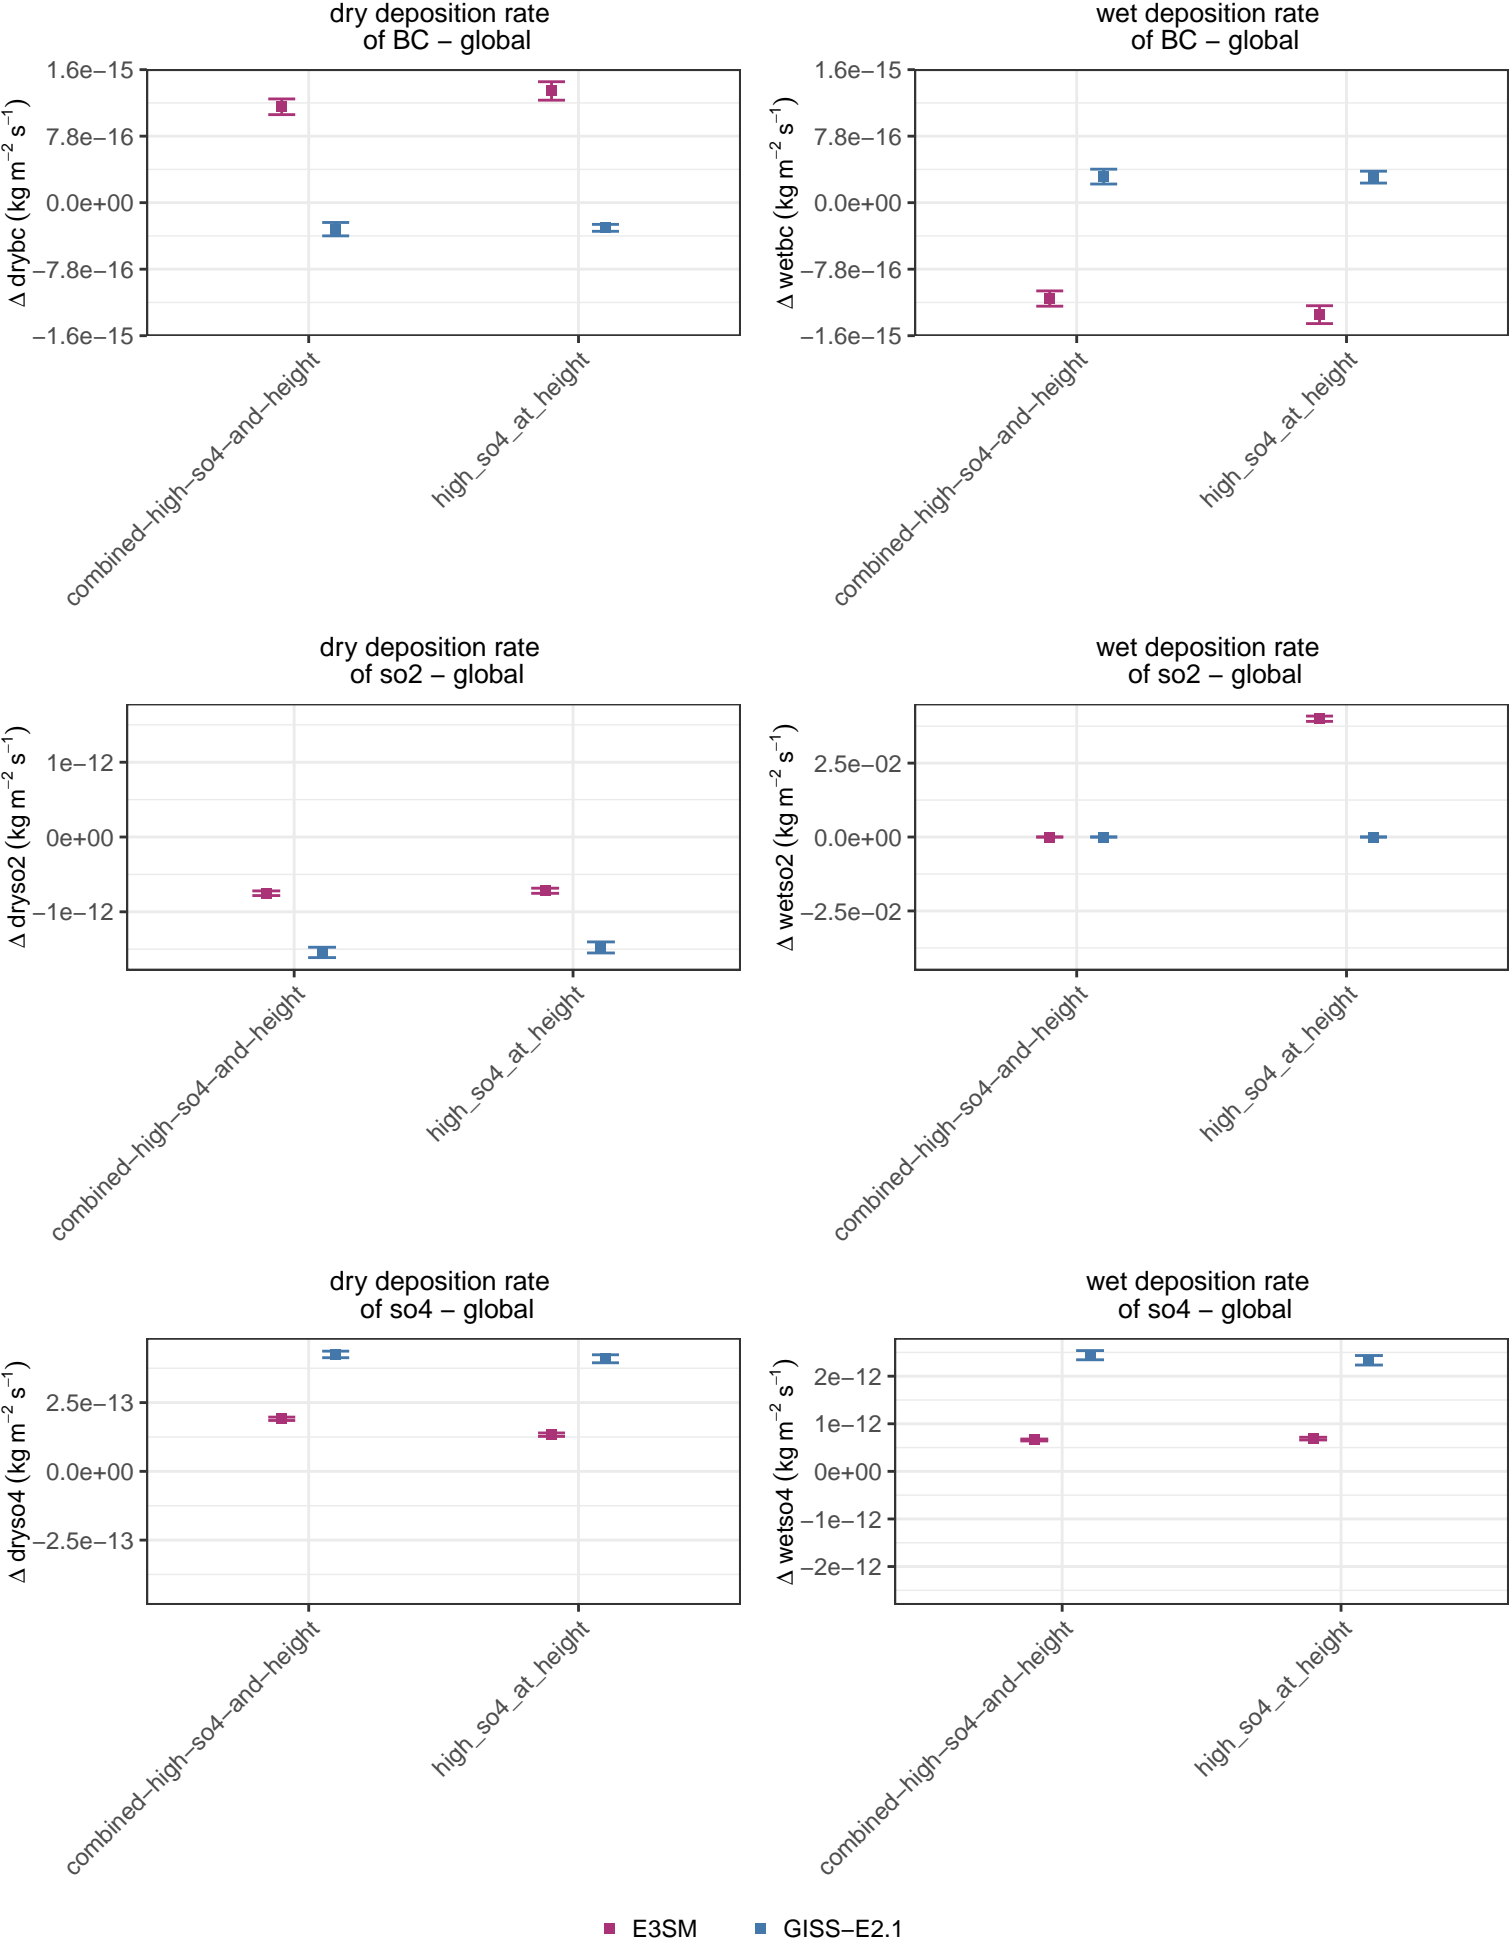 dry deposition rate
of BC − global
Δ drybc (kg m−2 s−1)
1.6e−15
7.8e−16
0.0e+00
−7.8e−16
−1.6e−15
combined−high−so4−and−height
high_so4_at_height
wet deposition rate
of BC − global
Δ wetbc (kg m−2 s−1)
1.6e−15
7.8e−16
0.0e+00
−7.8e−16
−1.6e−15
combined−high−so4−and−height
high_so4_at_height
dry deposition rate
of so2 − global
Δ dryso2 (kg m−2 s−1)
1e−12
0e+00
−1e−12
combined−high−so4−and−height
high_so4_at_height
wet deposition rate
of so2 − global
Δ wetso2 (kg m−2 s−1)
2.5e−02
0.0e+00
−2.5e−02
combined−high−so4−and−height
high_so4_at_height
dry deposition rate
of so4 − global
Δ dryso4 (kg m−2 s−1)
2.5e−13
0.0e+00
−2.5e−13
combined−high−so4−and−height
high_so4_at_height
wet deposition rate
of so4 − global
Δ wetso4 (kg m−2 s−1)
2e−12
1e−12
0e+00
−1e−12
−2e−12
combined−high−so4−and−height
high_so4_at_height
E3SM
GISS−E2.1